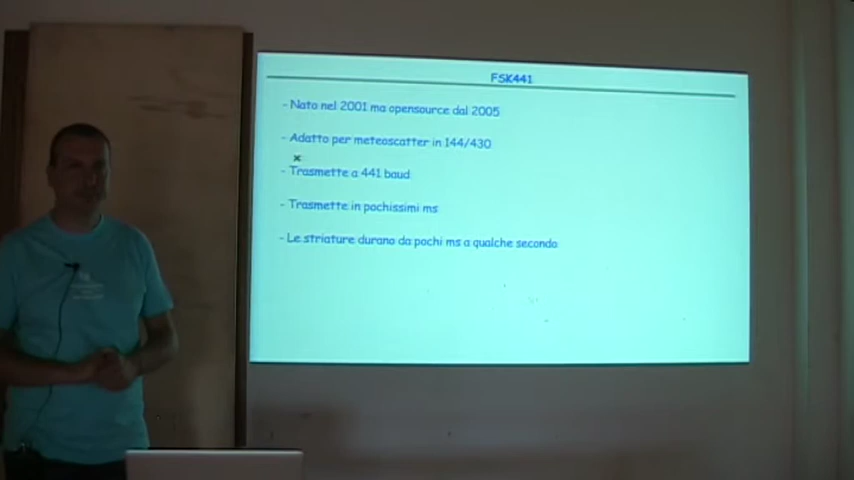 FSK441
- Nato nel 2001 ma opensource dal 2005
- Adatto per meteoscatter in 144/430
- Trasmette a 441 baud
- Trasmette in pochissimi ms
- Le striature durano da pochi ms a qualche secondo